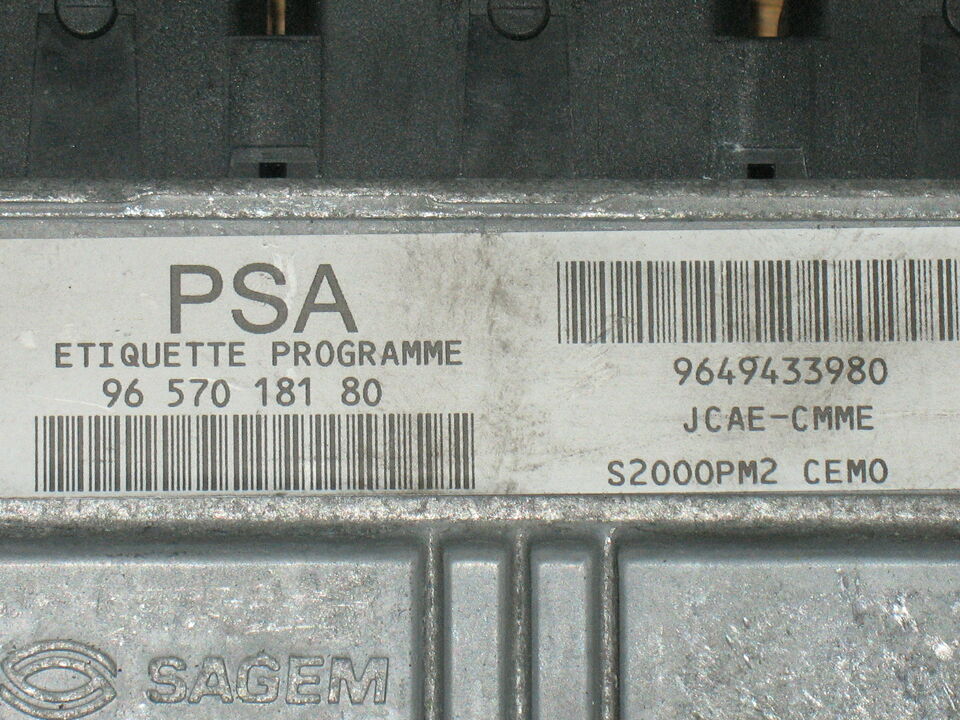 PSA
ETIQUETTE PROGRAMME
96 570 181 80
9649433980
JCAE-CMME
S2000PM2 CEMO
SAGEM